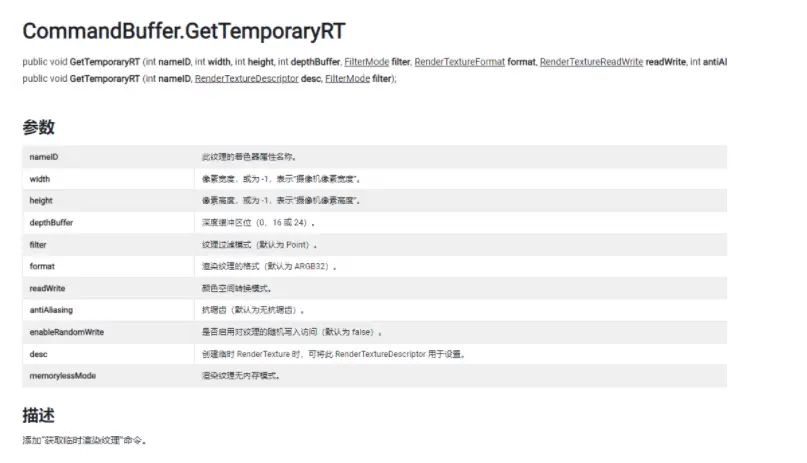 CommandBuffer.GetTemporaryRT
public void GetTemporaryRT (int nameID, int width, int height, int depthBuffer, FilterMode filter, RenderTextureFormat format, RenderTextureReadWrite readWrite, int antiAl
public void GetTemporaryRT (int nameID, RenderTextureDescriptor desc, FilterMode filter);
参数
nameID 此纹理的着色器属性名称。
width 像素宽度，或为 -1，表示“摄像机像素宽度”。
height 像素高度，或为 -1，表示“摄像机像素高度”。
depthBuffer 深度缓冲区位（0、16 或 24）。
filter 纹理过滤模式（默认为 Point）。
format 渲染纹理的格式（默认为 ARGB32）。
readWrite 颜色空间转换模式。
antiAliasing 抗锯齿（默认为无抗锯齿）。
enableRandomWrite 是否启用对纹理的随机写入访问（默认为 false）。
desc 创建临时 RenderTexture 时，可将此 RenderTextureDescriptor 用于设置。
memorylessMode 渲染纹理无内存模式。
描述
添加“获取临时渲染纹理”命令。